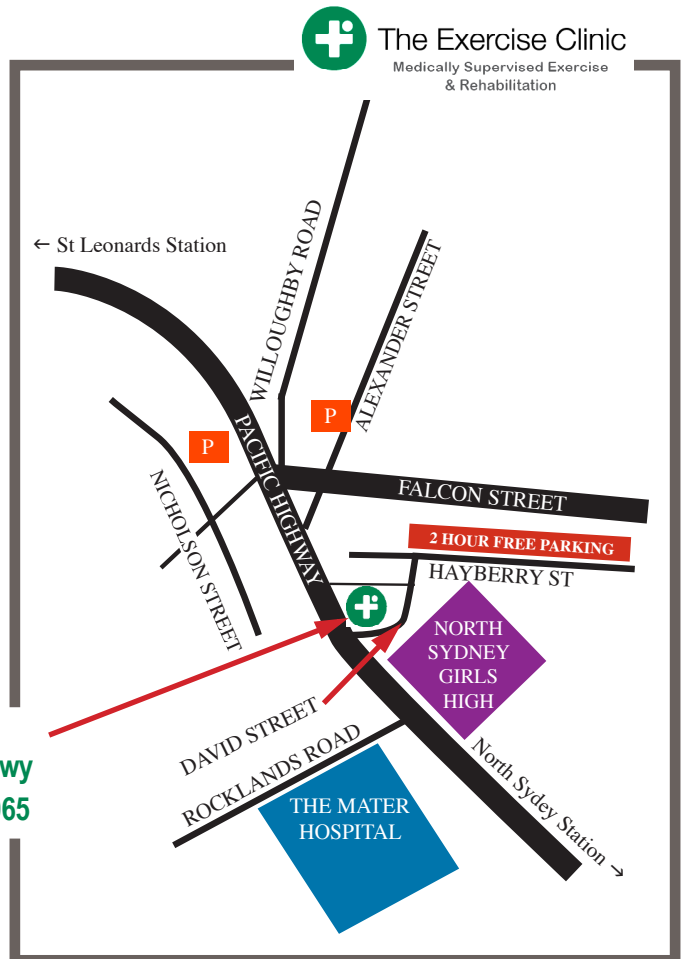 The Exercise Clinic
Medically Supervised Exercise
& Rehabilitation
← St Leonards Station
WILLOUGHBY ROAD
ALEXANDER STREET
P
P
PACIFIC HIGHWAY
FALCON STREET
NICHOLSON STREET
2 HOUR FREE PARKING
HAYBERRY ST
NORTH
SYDNEY
GIRLS
HIGH
DAVID STREET
ROCKLANDS ROAD
wy
065
THE MATER
HOSPITAL
North Sydey Station →